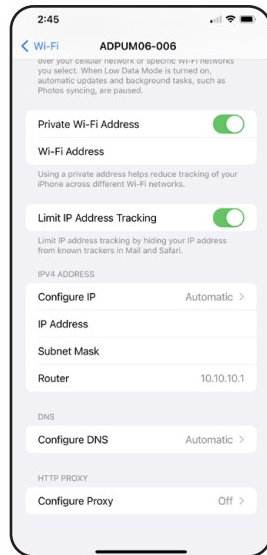 2:45
Wi-Fi
ADPUM06-006
over your cellular network or specific Wi-Fi networks
you select. When Low Data Mode is turned on,
automatic updates and background tasks, such as
Photos syncing, are paused.
Private Wi-Fi Address
Wi-Fi Address
Using a private address helps reduce tracking of your
iPhone across different Wi-Fi networks.
Limit IP Address Tracking
Limit IP address tracking by hiding your IP address
from known trackers in Mail and Safari.
IPV4 ADDRESS
Configure IP Automatic
IP Address
Subnet Mask
Router 10.10.10.1
DNS
Configure DNS Automatic
HTTP PROXY
Configure Proxy Off